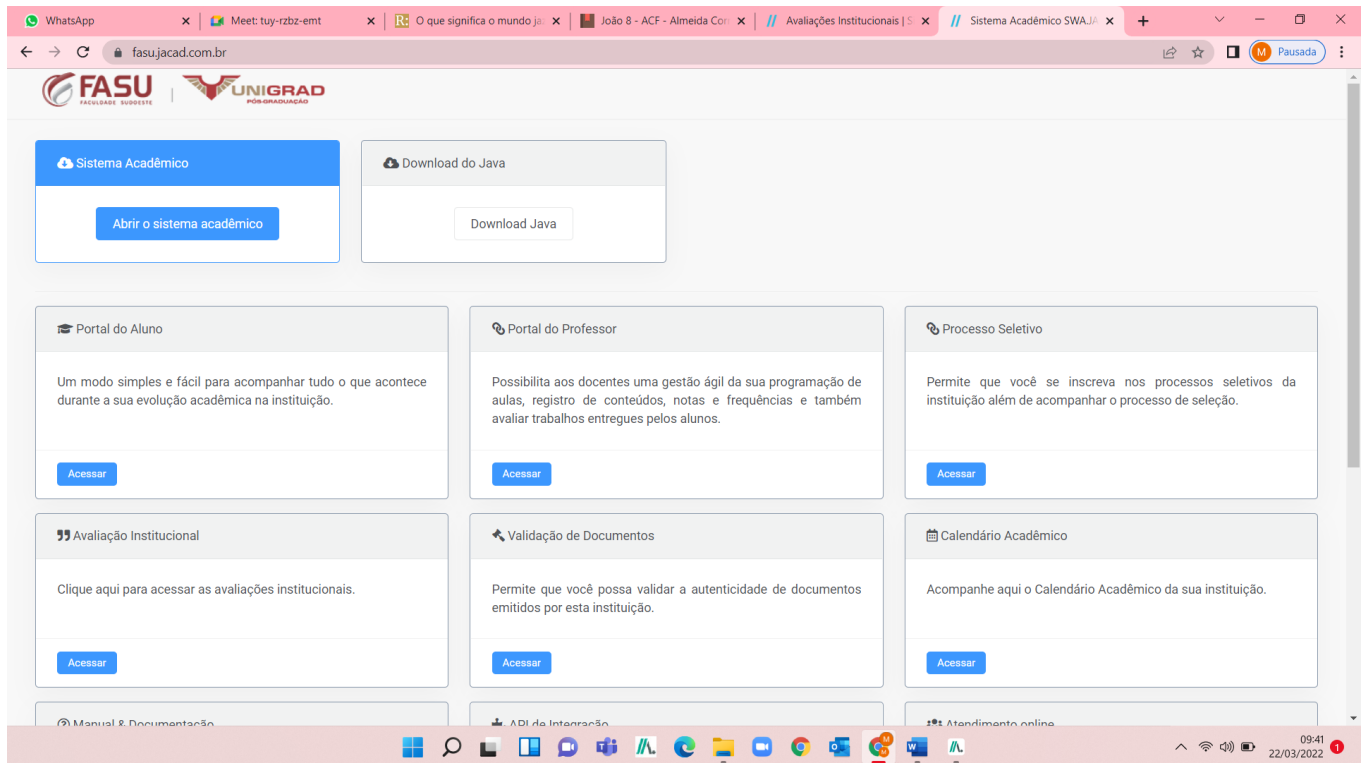 WhatsApp
Meet: tuy-rzbz-emt
O que significa o mundo ja
João 8 - ACF - Almeida Corr
Avaliações Institucionais | S
Sistema Acadêmico SWA.JA
fasu.jacad.com.br
M Pausada
FASU
FACULDADE SUDOESTE
UNIGRAD
PÓS-GRADUAÇÃO
Sistema Acadêmico
Abrir o sistema acadêmico
Download do Java
Download Java
Portal do Aluno
Um modo simples e fácil para acompanhar tudo o que acontece
durante a sua evolução acadêmica na instituição.
Acessar
Portal do Professor
Possibilita aos docentes uma gestão ágil da sua programação de
aulas, registro de conteúdos, notas e frequências e também
avaliar trabalhos entregues pelos alunos.
Acessar
Processo Seletivo
Permite que você se inscreva nos processos seletivos da
instituição além de acompanhar o processo de seleção.
Acessar
Avaliação Institucional
Clique aqui para acessar as avaliações institucionais.
Acessar
Validação de Documentos
Permite que você possa validar a autenticidade de documentos
emitidos por esta instituição.
Acessar
Calendário Acadêmico
Acompanhe aqui o Calendário Acadêmico da sua instituição.
Acessar
Manual & Documentação
API de Integração
Atendimento online
09:41
22/03/2022
1